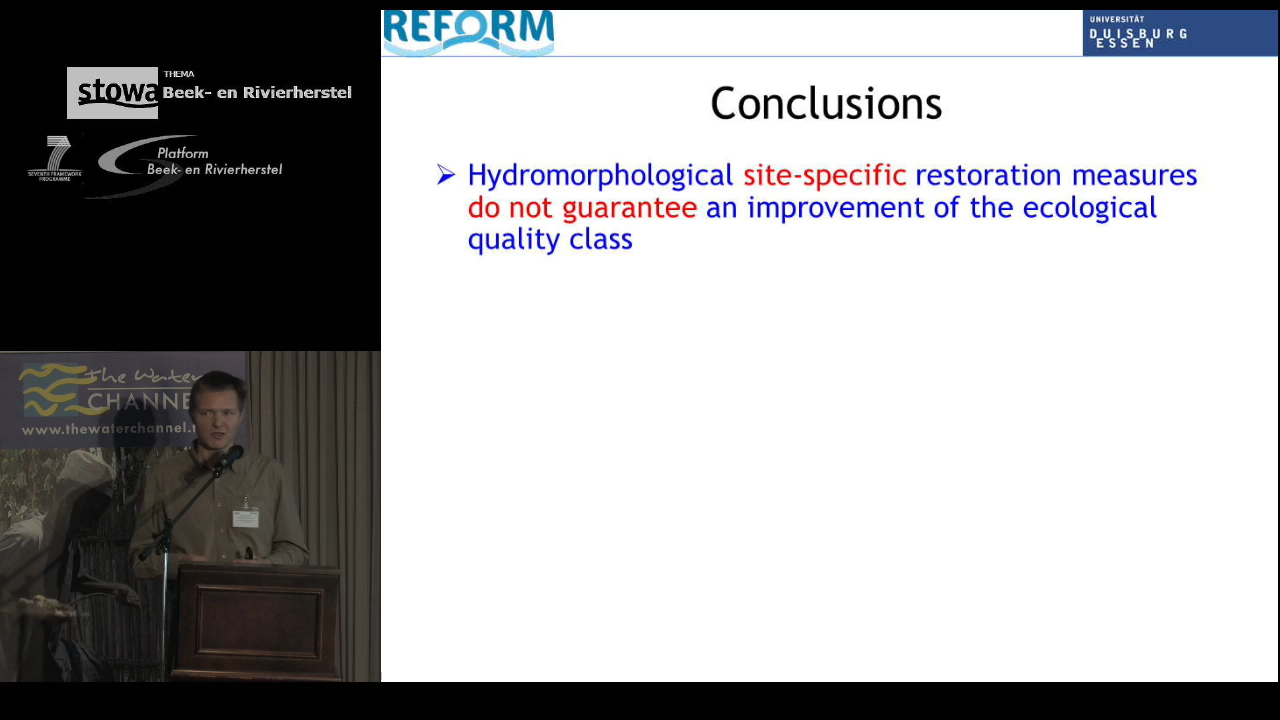 REFORM
UNIVERSITÄT
DUISBURG
ESSEN
stowa
THEMA
Beek- en Rivierherstel
SEVENTH FRAMEWORK
PROGRAMME
Platform
Beek- en Rivierherstel
Conclusions
➢ Hydromorphological site-specific restoration measures
do not guarantee an improvement of the ecological
quality class
the water
CHANNE
www.thewaterchannel.t